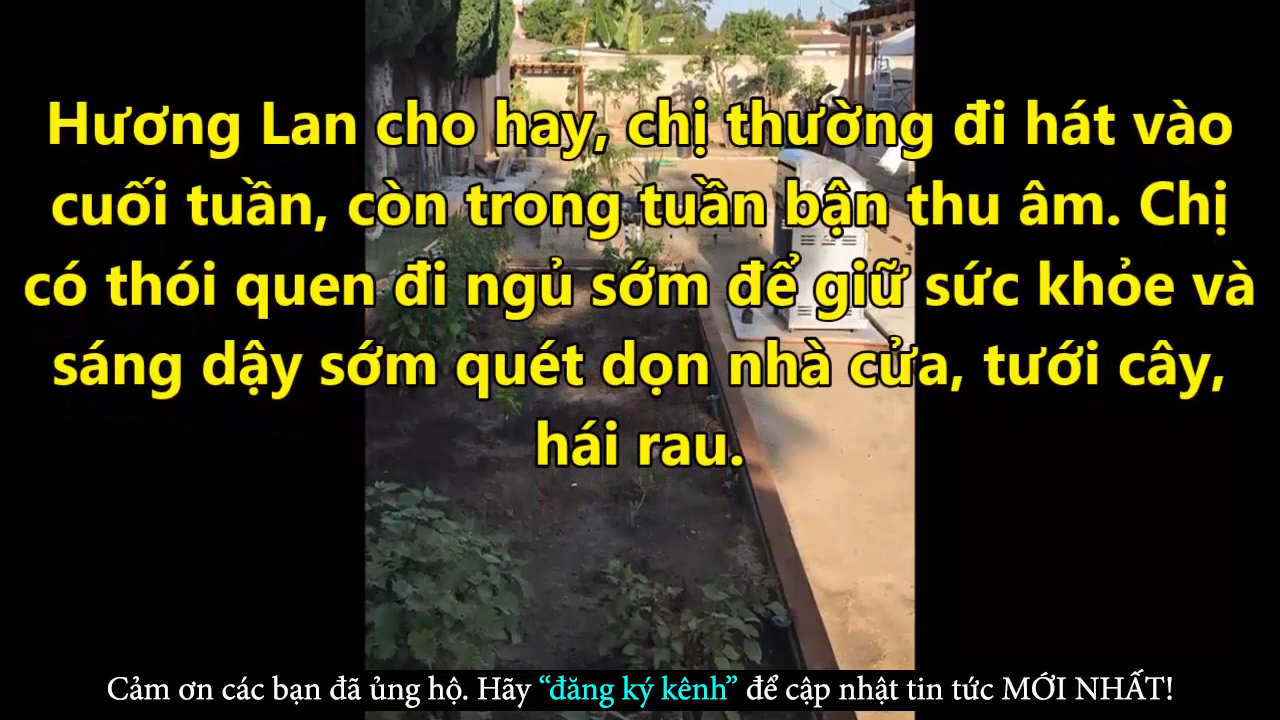 Hương Lan cho hay, chị thường đi hát vào
cuối tuần, còn trong tuần bận thu âm. Chị
có thói quen đi ngủ sớm để giữ sức khỏe và
sáng dậy sớm quét dọn nhà cửa, tưới cây,
hái rau.
Cảm ơn các bạn đã ủng hộ. Hãy “đăng ký kênh” để cập nhật tin tức MỚI NHẤT!